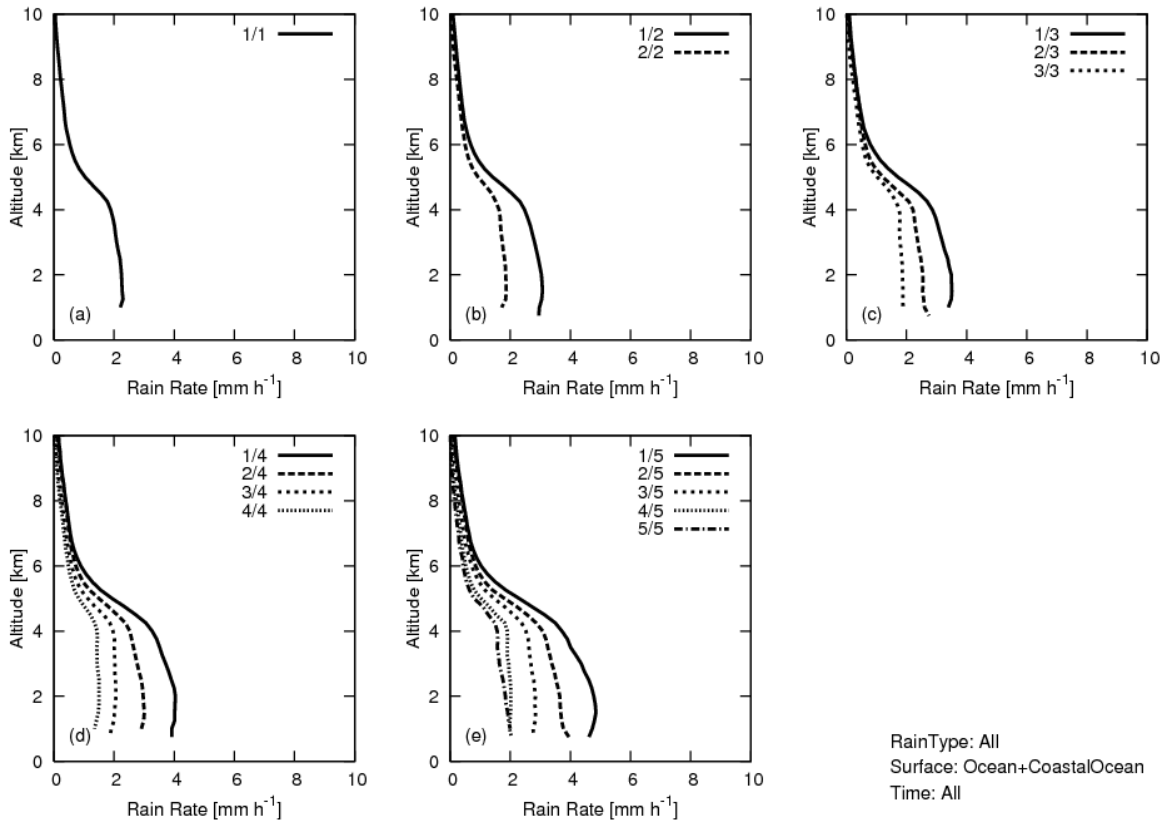 10
8
6
4
2
0
Altitude [km]
1/1
(a)
0 2 4 6 8 10
Rain Rate [mm h⁻¹]
10
8
6
4
2
0
Altitude [km]
1/2
2/2
(b)
0 2 4 6 8 10
Rain Rate [mm h⁻¹]
10
8
6
4
2
0
Altitude [km]
1/3
2/3
3/3
(c)
0 2 4 6 8 10
Rain Rate [mm h⁻¹]
10
8
6
4
2
0
Altitude [km]
1/4
2/4
3/4
4/4
(d)
0 2 4 6 8 10
Rain Rate [mm h⁻¹]
10
8
6
4
2
0
Altitude [km]
1/5
2/5
3/5
4/5
5/5
(e)
0 2 4 6 8 10
Rain Rate [mm h⁻¹]
RainType: All
Surface: Ocean+CoastalOcean
Time: All